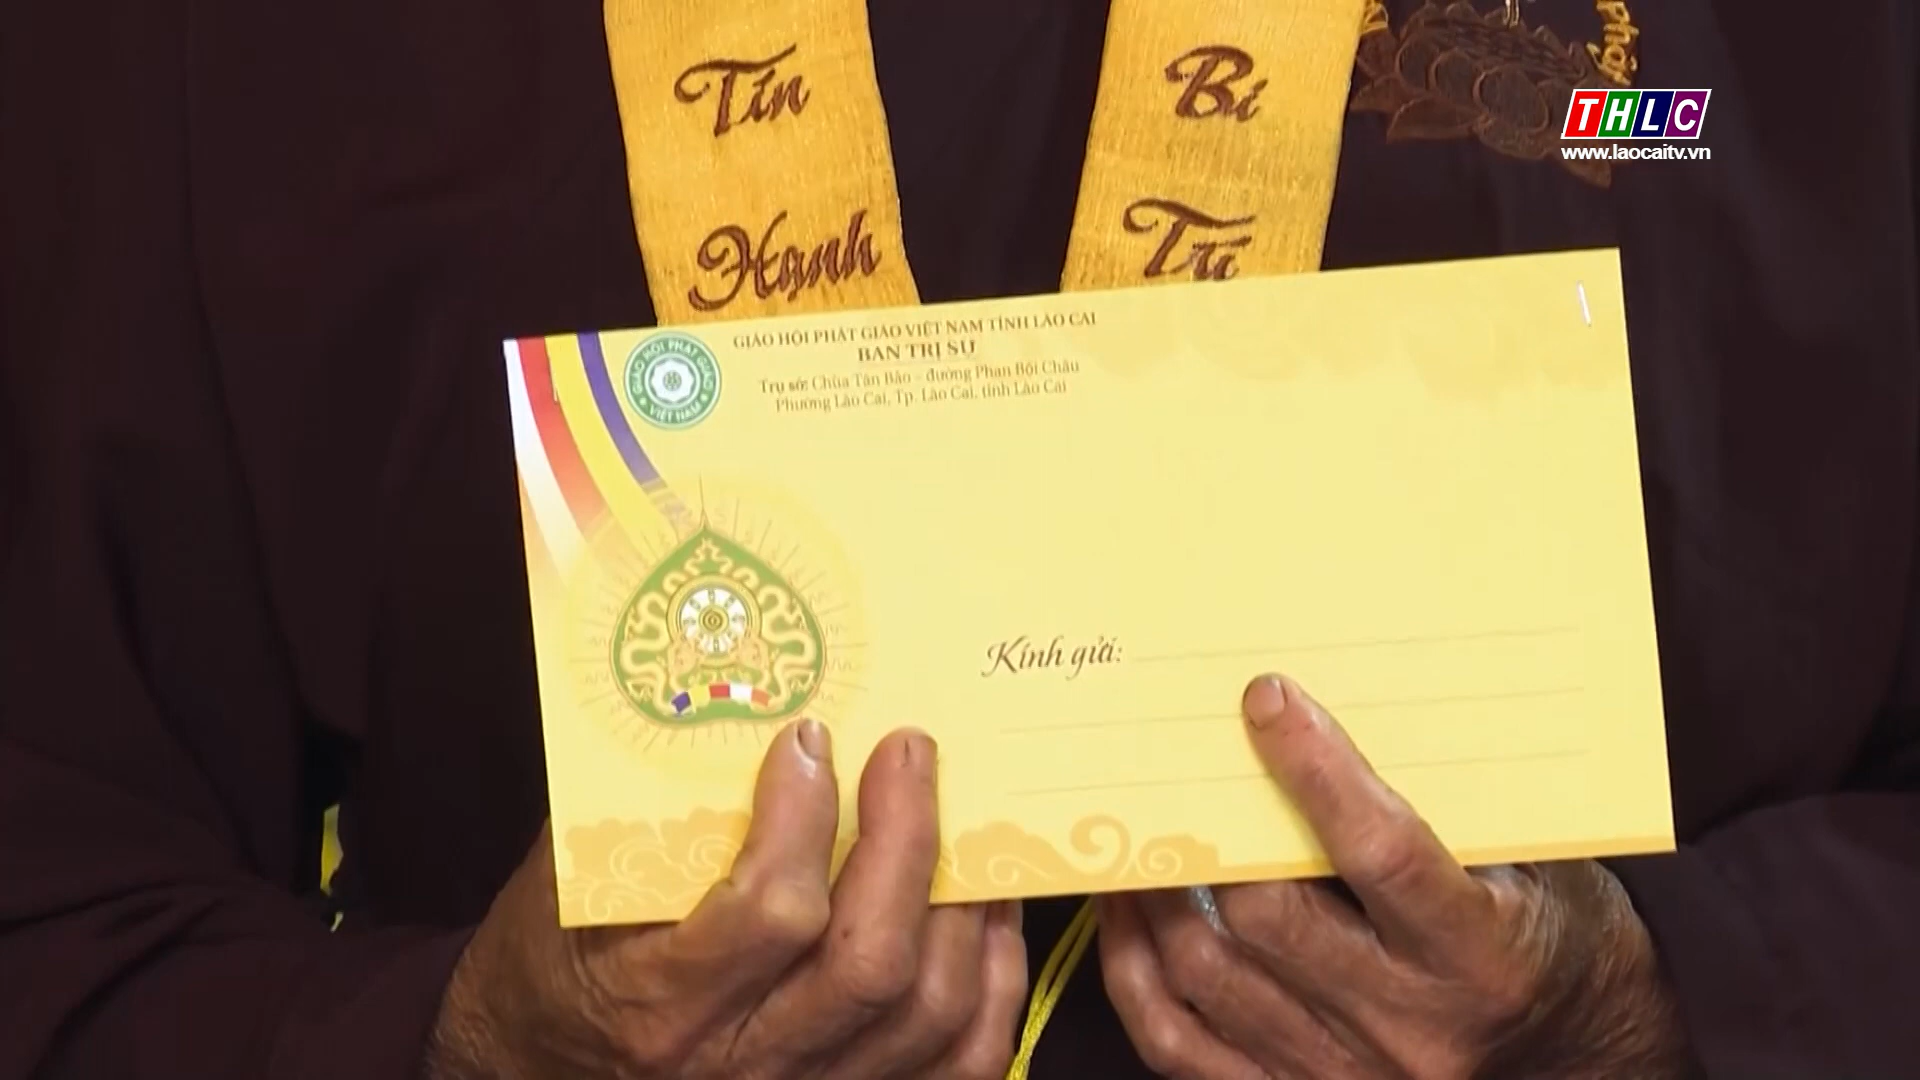 Tín
Hạnh
Bi
Trí
THLC
www.laocaitv.vn
GIÁO HỘI PHẬT GIÁO VIỆT NAM TỈNH LÀO CAI
BAN TRỊ SỰ
Trụ sở: Chùa Tân Bảo - đường Phan Bội Châu
Phường Lào Cai, Tp. Lào Cai, tỉnh Lào Cai
GIÁO HỘI PHẬT GIÁO
VIỆT NAM
Kính gửi: